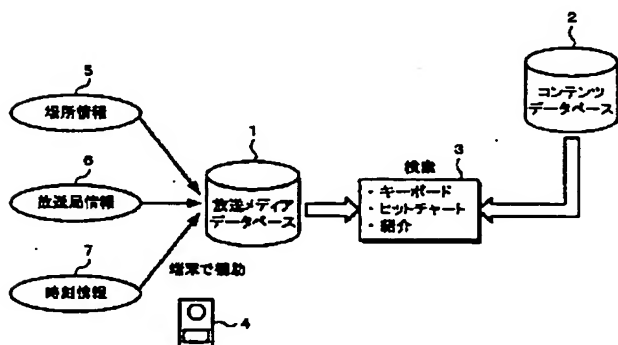 2
コンテンツ
データベース
5
場所情報
6
放送局情報
7
時刻情報
1
放送メディア
データベース
端末で補助
4
検索
3
・キーボード
・ヒットチャート
・紹介